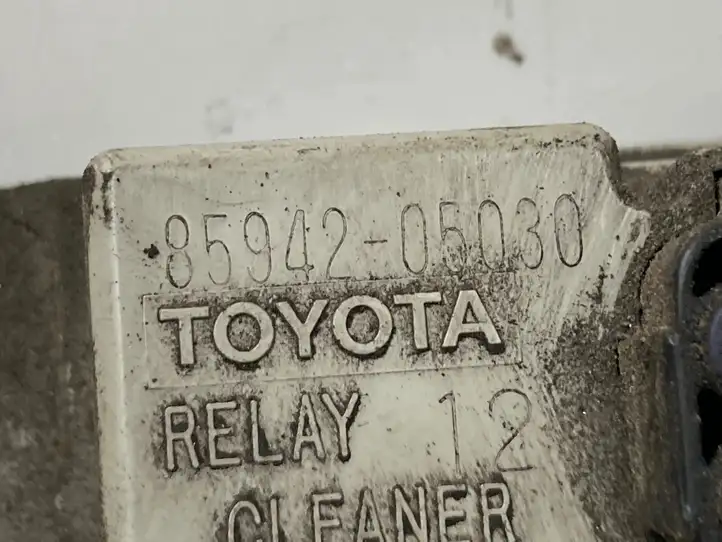 85942-05030
TOYOTA
RELAY 12
CLEANER